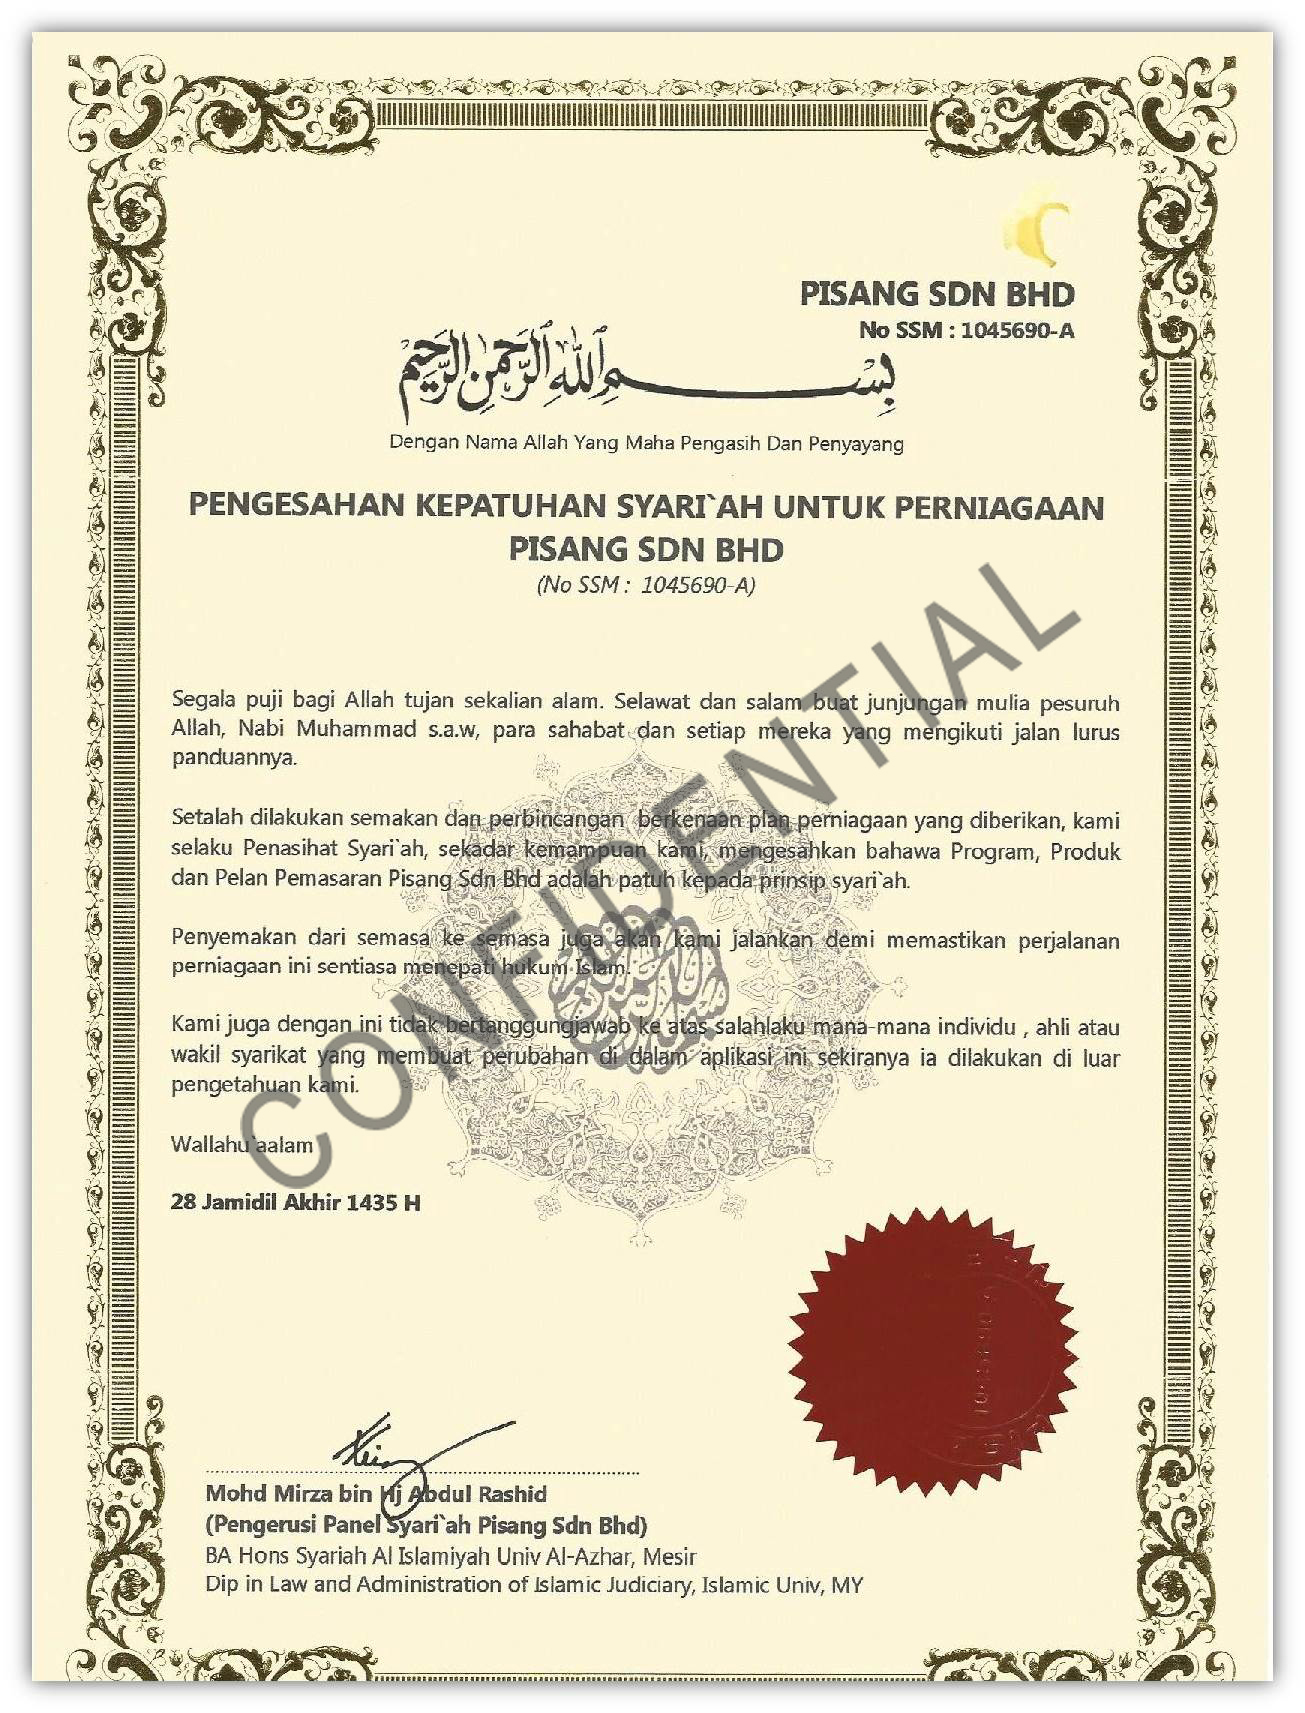 PISANG SDN BHD
No SSM : 1045690-A
بِسْمِ اللهِ الرَّحْمٰنِ الرَّحِيْمِ
Dengan Nama Allah Yang Maha Pengasih Dan Penyayang
PENGESAHAN KEPATUHAN SYARI`AH UNTUK PERNIAGAAN
PISANG SDN BHD
(No SSM : 1045690-A)
Segala puji bagi Allah tujan sekalian alam. Selawat dan salam buat junjungan mulia pesuruh
Allah, Nabi Muhammad s.a.w, para sahabat dan setiap mereka yang mengikuti jalan lurus
panduannya.
Setalah dilakukan semakan dan perbincangan berkenaan plan perniagaan yang diberikan, kami
selaku Penasihat Syari`ah, sekadar kemampuan kami, mengesahkan bahawa Program, Produk
dan Pelan Pemasaran Pisang Sdn Bhd adalah patuh kepada prinsip syari`ah.
Penyemakan dari semasa ke semasa juga akan kami jalankan demi memastikan perjalanan
perniagaan ini sentiasa menepati hukum Islam.
Kami juga dengan ini tidak bertanggungjawab ke atas salahlaku mana-mana individu , ahli atau
wakil syarikat yang membuat perubahan di dalam aplikasi ini sekiranya ia dilakukan di luar
pengetahuan kami.
Wallahu`aalam
28 Jamidil Akhir 1435 H
CONFIDENTIAL
Mohd Mirza bin Hj Abdul Rashid
(Pengerusi Panel Syari`ah Pisang Sdn Bhd)
BA Hons Syariah Al Islamiyah Univ Al-Azhar, Mesir
Dip in Law and Administration of Islamic Judiciary, Islamic Univ, MY